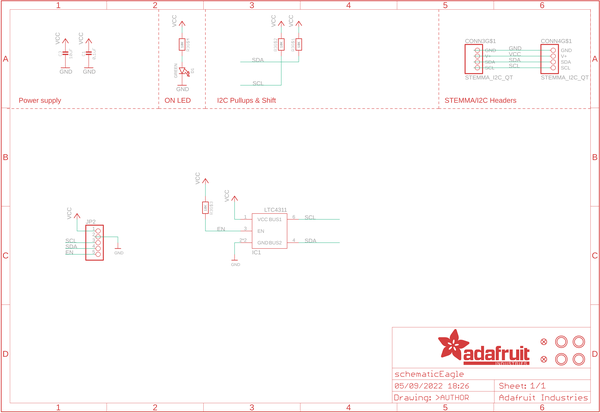 1 2 3 4 5 6
A A
VCC VCC VCC VCC VCC
GND GND GND
SDA
SCL
CONN3G$1 CONN4G$1
GND GND GND
V+ VCC V+
SDA SDA SDA
SCL SCL SCL
STEMMA_I2C_QT STEMMA_I2C_QT
Power supply ON LED I2C Pullups & Shift STEMMA/I2C Headers
B B
VCC VCC
VCC
LTC4311
JP2
1 VCC BUS1 SCL
EN 3 EN
GND BUS2 4 SDA
IC1
SCL
SDA
EN
GND GND
C C
D D
adafruit
schematicEagle
05/09/2022 18:26 Sheet: 1/1
Drawing: >AUTHOR Adafruit Industries
1 2 3 4 5 6